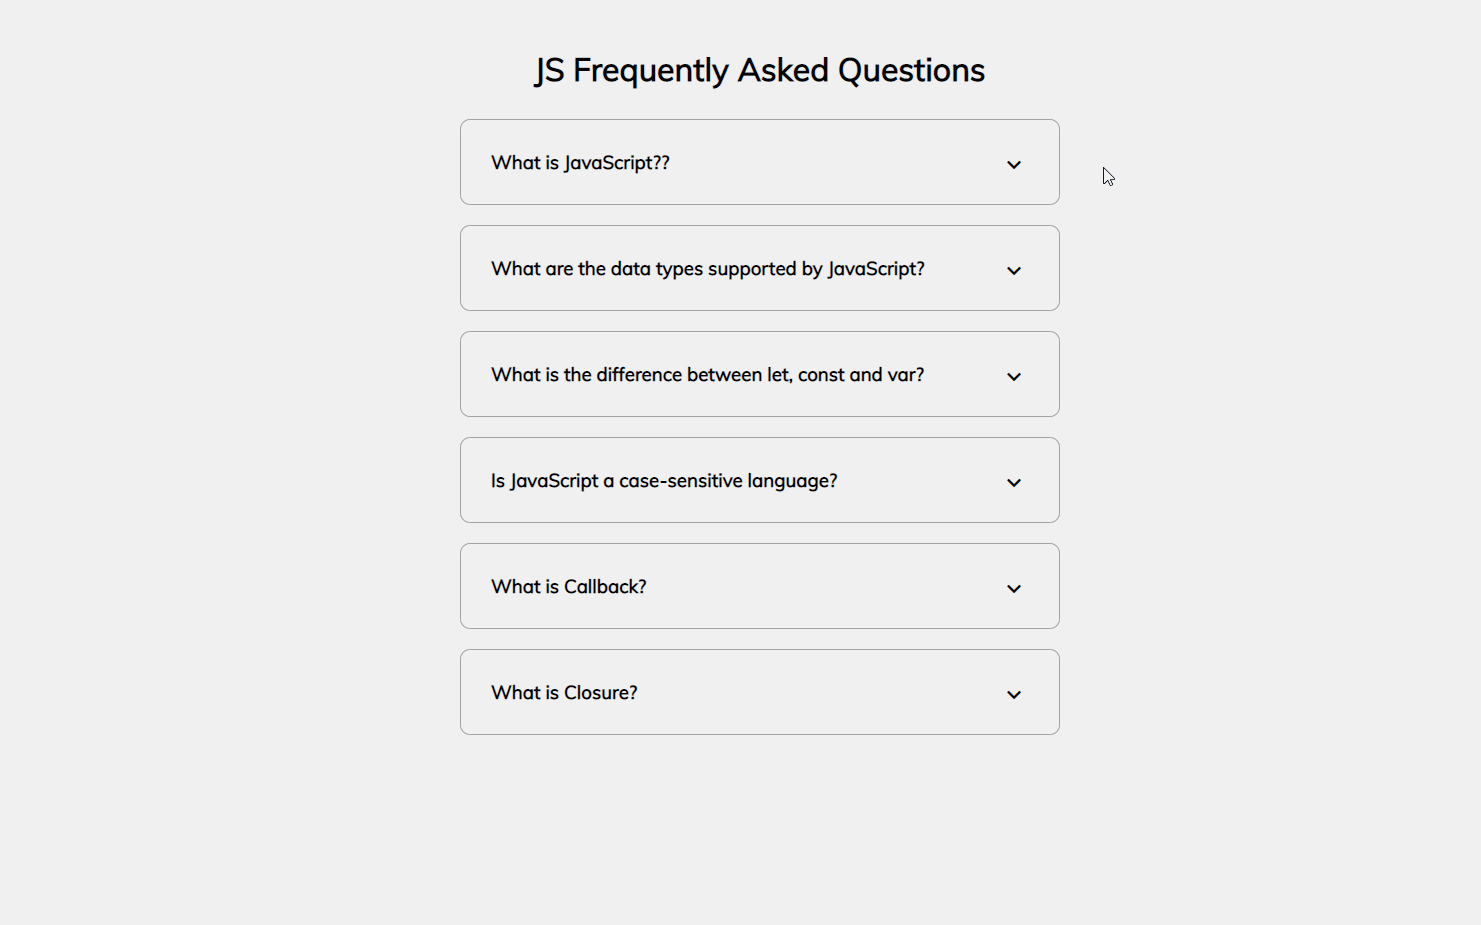 JS Frequently Asked Questions
What is JavaScript??
What are the data types supported by JavaScript?
What is the difference between let, const and var?
Is JavaScript a case-sensitive language?
What is Callback?
What is Closure?